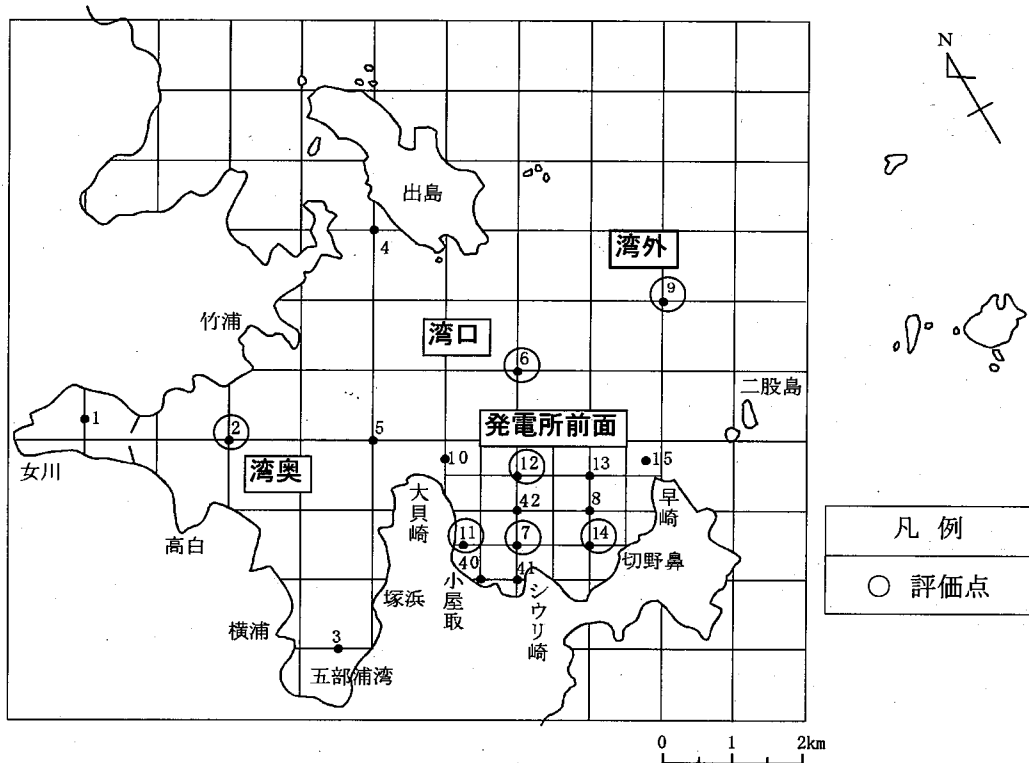 N
出島
4
湾外
9
竹浦
湾口
6
二股島
1
2
5
発電所前面
女川
湾奥
10
12
13
15
大貝崎
42
8
早崎
高白
11
7
14
切野鼻
40
41
小屋取
シウリ崎
塚浜
横浦
3
五部浦湾
凡例
○ 評価点
0 1 2km